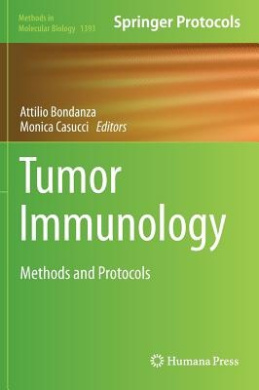 Methods in
Molecular Biology 1393
Springer Protocols
Attilio Bondanza
Monica Casucci Editors
Tumor
Immunology
Methods and Protocols
Humana Press